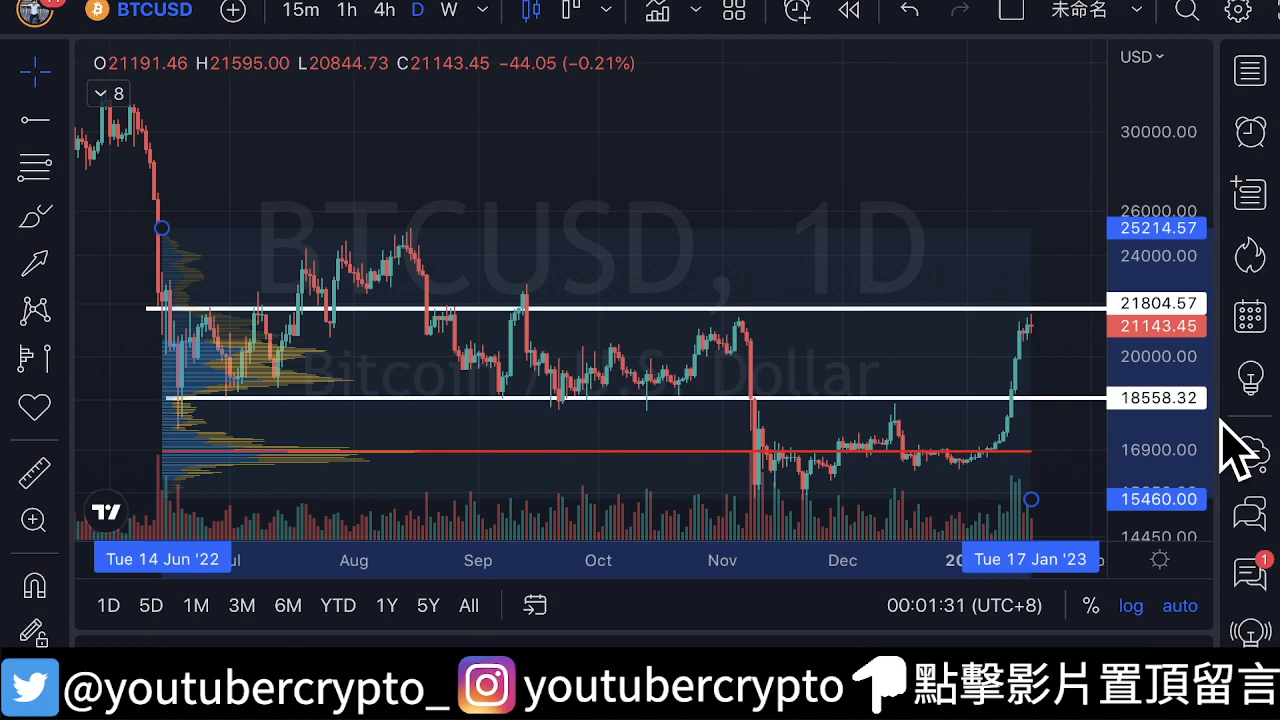 BTCUSD
15m 1h 4h D W
未命名
O21191.46 H21595.00 L20844.73 C21143.45 −44.05 (−0.21%)
8
USD
BTCUSD, 1D
Bitcoin / U.S. Dollar
30000.00
26000.00
25214.57
24000.00
21804.57
21143.45
20000.00
18558.32
16900.00
15460.00
14450.00
Tue 14 Jun '22
Aug
Sep
Oct
Nov
Dec
Tue 17 Jan '23
1D 5D 1M 3M 6M YTD 1Y 5Y All
00:01:31 (UTC+8)
% log auto
1
@youtubercrypto_ youtubercrypto 點擊影片置頂留言